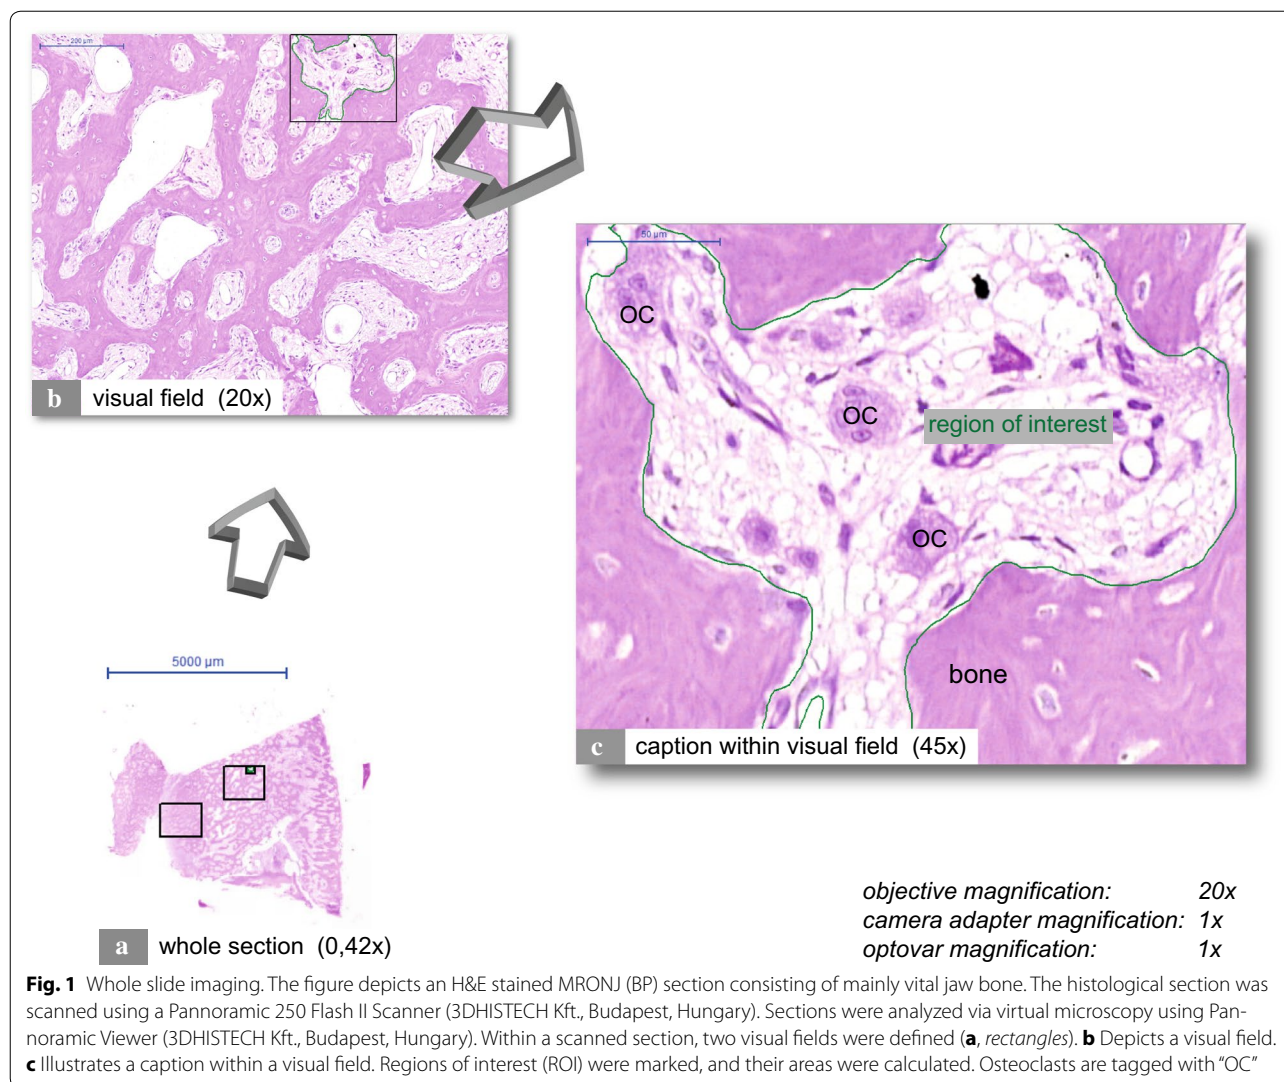 200 µm
b visual field (20x)
50 µm
OC
OC
region of interest
OC
bone
c caption within visual field (45x)
5000 µm
a whole section (0,42x)
objective magnification: 20x
camera adapter magnification: 1x
optovar magnification: 1x
Fig. 1 Whole slide imaging. The figure depicts an H&E stained MRONJ (BP) section consisting of mainly vital jaw bone. The histological section was
scanned using a Pannoramic 250 Flash II Scanner (3DHISTECH Kft., Budapest, Hungary). Sections were analyzed via virtual microscopy using Pan-
noramic Viewer (3DHISTECH Kft., Budapest, Hungary). Within a scanned section, two visual fields were defined (a, rectangles). b Depicts a visual field.
c Illustrates a caption within a visual field. Regions of interest (ROI) were marked, and their areas were calculated. Osteoclasts are tagged with “OC”